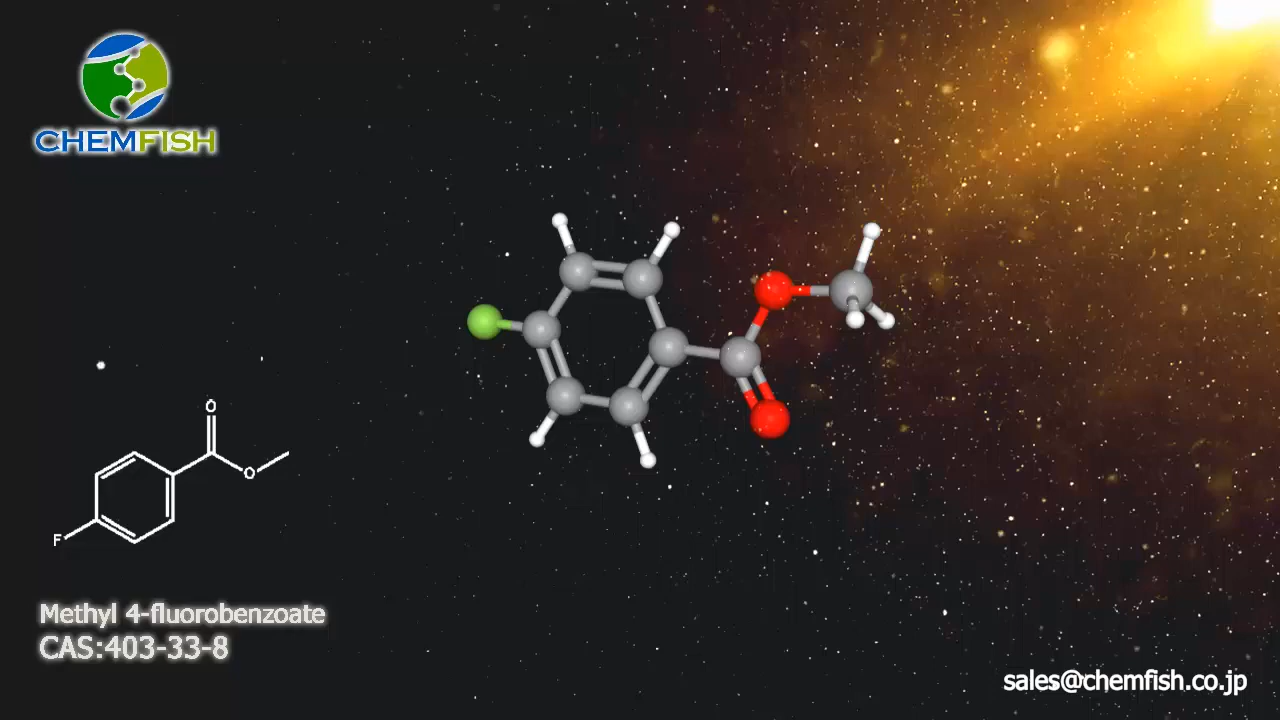 CHEMFISH
O
O
F
Methyl 4-fluorobenzoate
CAS:403-33-8
sales@chemfish.co.jp